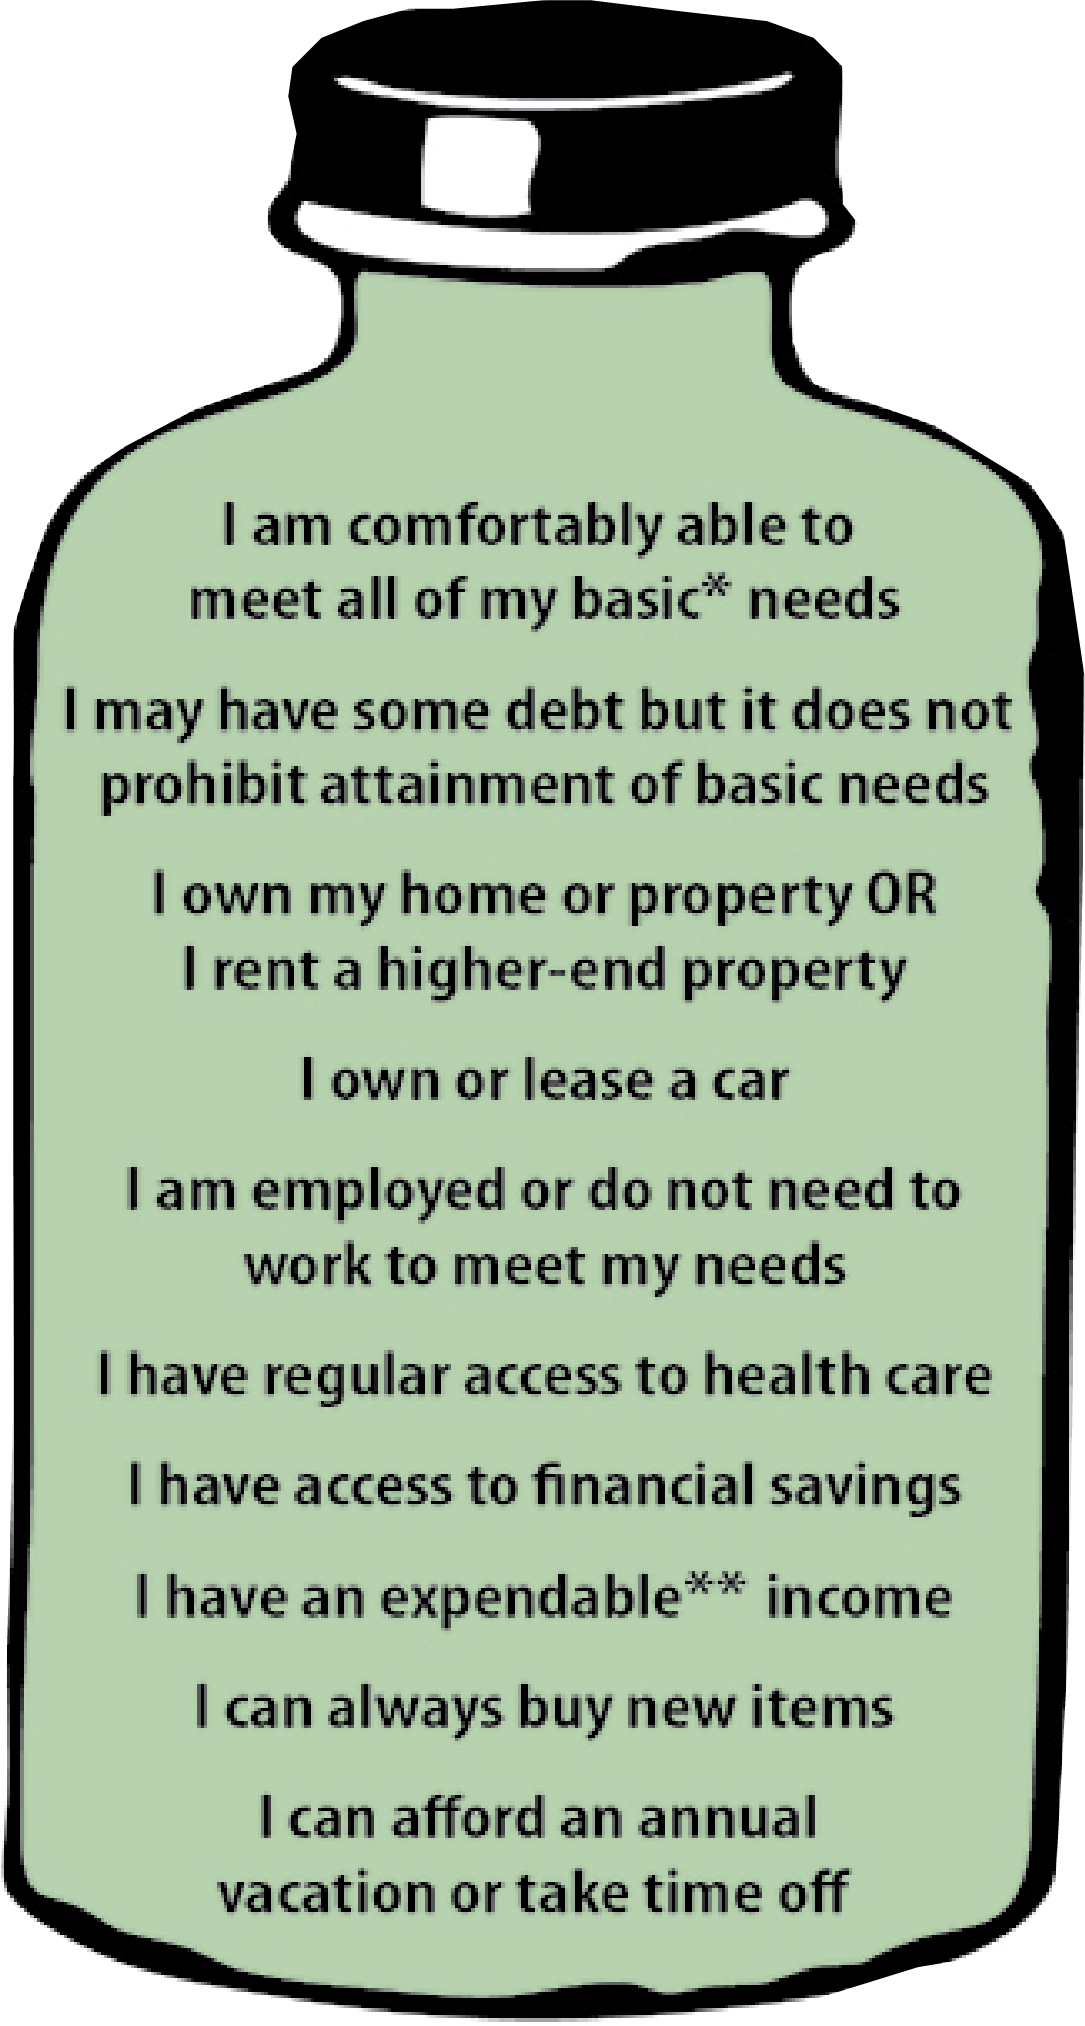 I am comfortably able to
meet all of my basic* needs
I may have some debt but it does not
prohibit attainment of basic needs
I own my home or property OR
I rent a higher-end property
I own or lease a car
I am employed or do not need to
work to meet my needs
I have regular access to health care
I have access to financial savings
I have an expendable** income
I can always buy new items
I can afford an annual
vacation or take time off